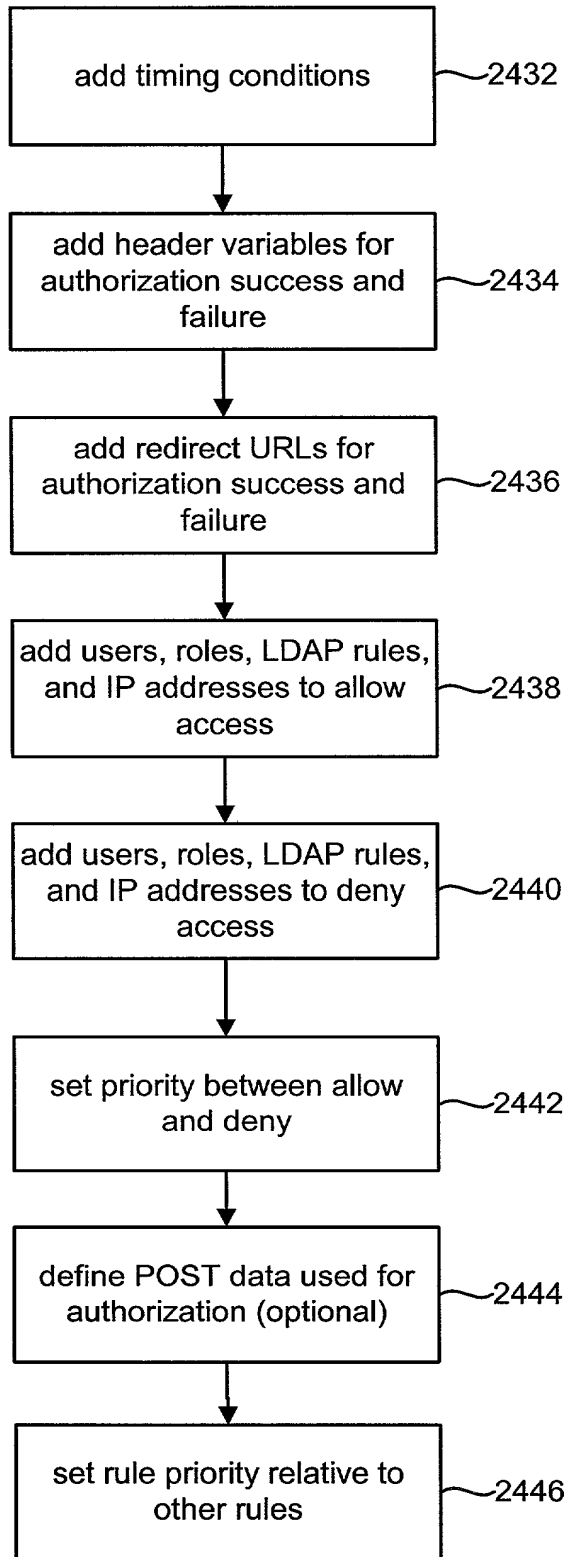 add timing conditions
2432
add header variables for
authorization success and
failure
2434
add redirect URLs for
authorization success and
failure
2436
add users, roles, LDAP rules,
and IP addresses to allow
access
2438
add users, roles, LDAP rules,
and IP addresses to deny
access
2440
set priority between allow
and deny
2442
define POST data used for
authorization (optional)
2444
set rule priority relative to
other rules
2446